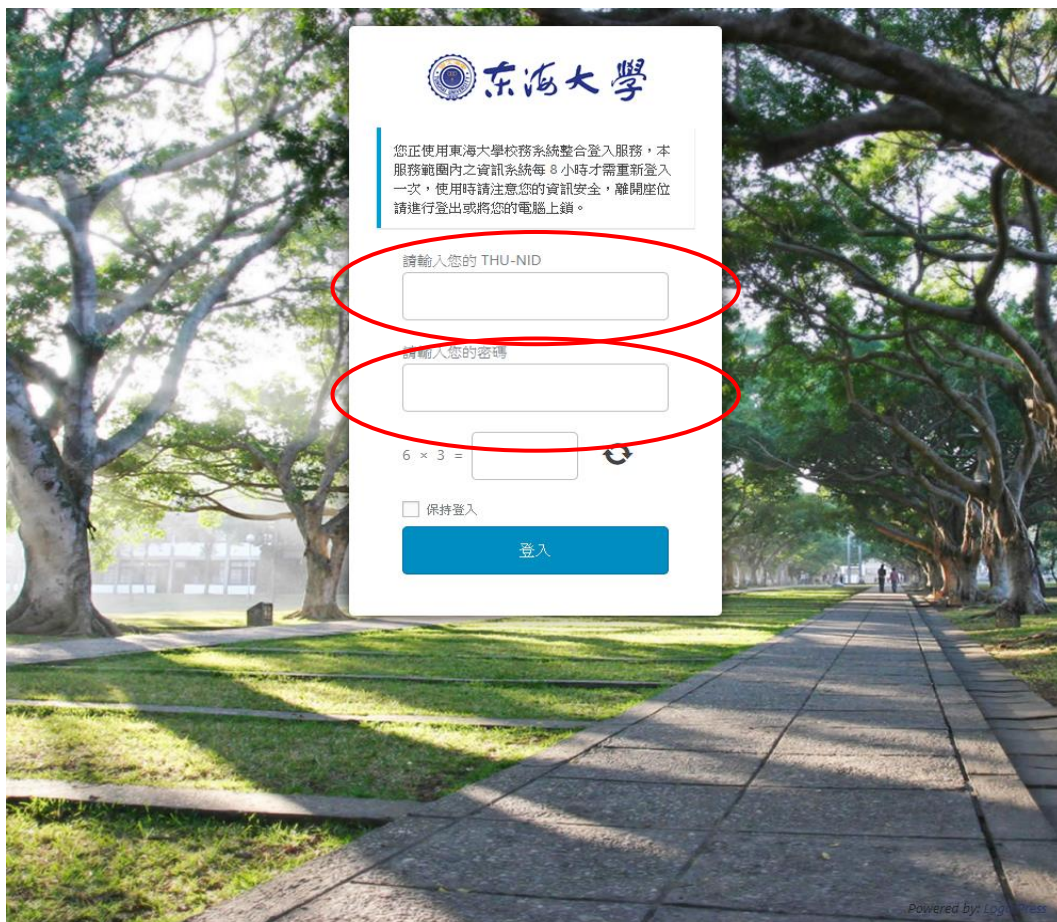 东海大學
您正使用東海大學校務系統整合登入服務，本
服務範圍內之資訊系統每 8 小時才需重新登入
一次，使用時請注意您的資訊安全，離開座位
請進行登出或將您的電腦上鎖。
請輸入您的 THU-NID
請輸入您的密碼
6 × 3 =
保持登入
登入
Powered by: LoginPress